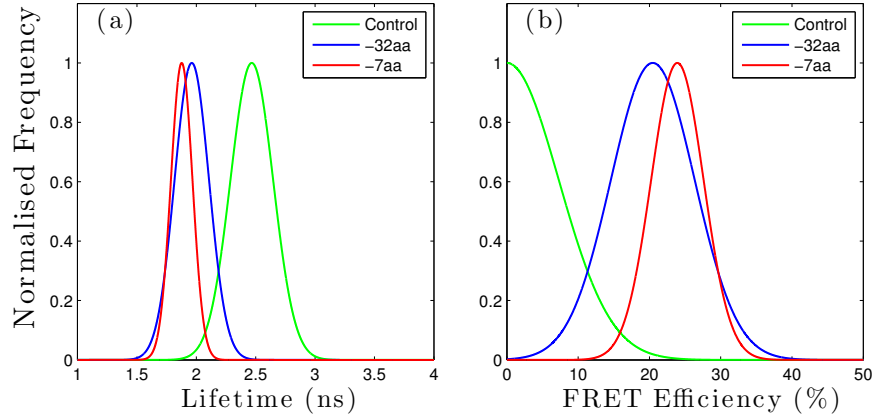 (a)
Control
−32aa
−7aa
Normalised Frequency
1
0.8
0.6
0.4
0.2
0
1 1.5 2 2.5 3 3.5 4
Lifetime (ns)
(b)
Control
−32aa
−7aa
1
0.8
0.6
0.4
0.2
0
0 10 20 30 40 50
FRET Efficiency (%)